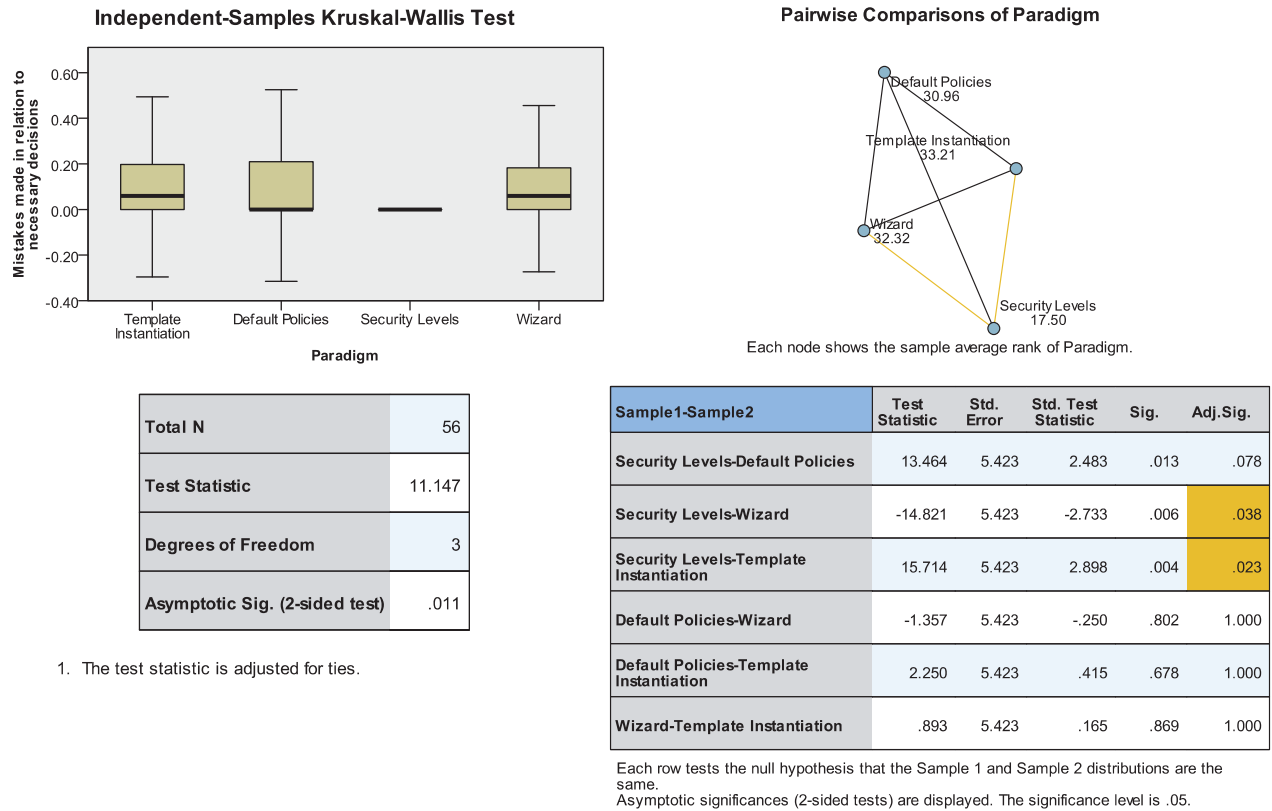 Independent-Samples Kruskal-Wallis Test
Mistakes made in relation to
necessary decisions
0.60
0.40
0.20
0.00
-0.20
-0.40
Template
Instantiation
Default Policies
Security Levels
Wizard
Paradigm
Total N 56
Test Statistic 11.147
Degrees of Freedom 3
Asymptotic Sig. (2-sided test) .011
1. The test statistic is adjusted for ties.
Pairwise Comparisons of Paradigm
Default Policies
30.96
Template Instantiation
33.21
Wizard
32.32
Security Levels
17.50
Each node shows the sample average rank of Paradigm.
Sample1-Sample2 Test Statistic Std. Error Std. Test Statistic Sig. Adj.Sig.
Security Levels-Default Policies 13.464 5.423 2.483 .013 .078
Security Levels-Wizard -14.821 5.423 -2.733 .006 .038
Security Levels-Template
Instantiation 15.714 5.423 2.898 .004 .023
Default Policies-Wizard -1.357 5.423 -.250 .802 1.000
Default Policies-Template
Instantiation 2.250 5.423 .415 .678 1.000
Wizard-Template Instantiation .893 5.423 .165 .869 1.000
Each row tests the null hypothesis that the Sample 1 and Sample 2 distributions are the
same.
Asymptotic significances (2-sided tests) are displayed. The significance level is .05.